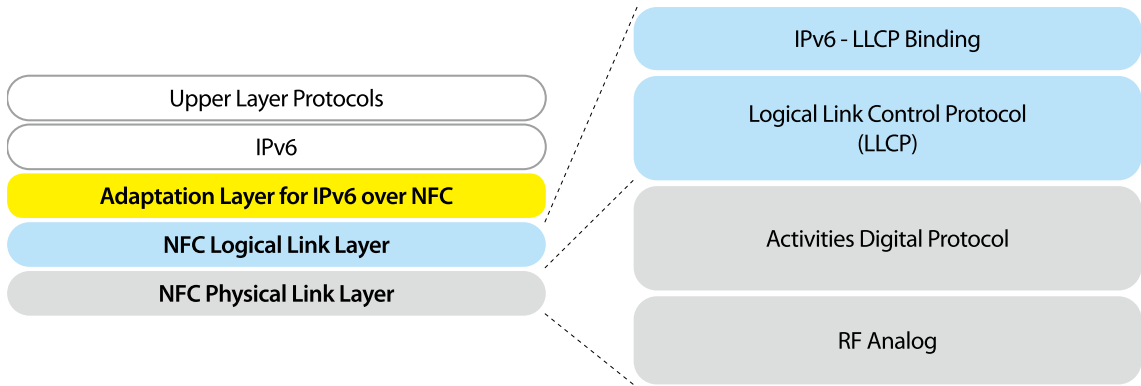 Upper Layer Protocols
IPv6
Adaptation Layer for IPv6 over NFC
NFC Logical Link Layer
NFC Physical Link Layer
IPv6 - LLCP Binding
Logical Link Control Protocol
(LLCP)
Activities Digital Protocol
RF Analog